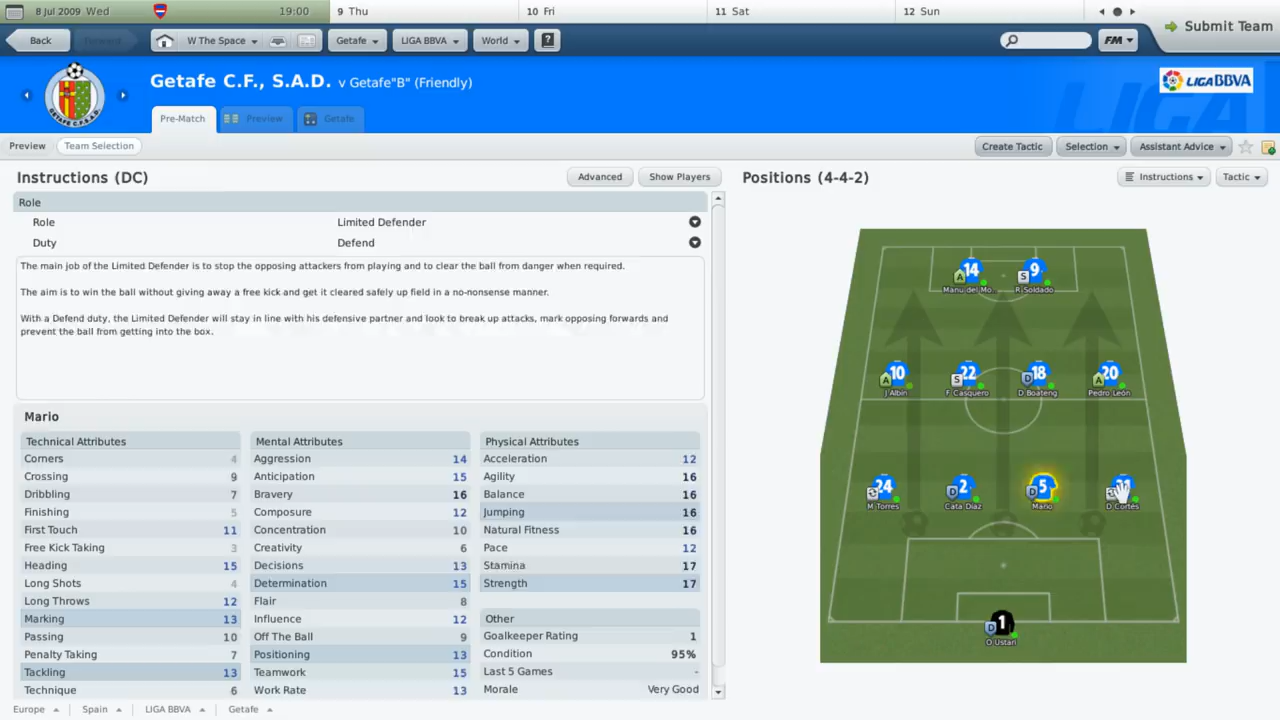 8 Jul 2009 Wed 19:00 9 Thu 10 Fri 11 Sat 12 Sun
Submit Team
Back Forward W The Space Getafe LIGA BBVA World ? FM
Getafe C.F., S.A.D. v Getafe"B" (Friendly)
LIGA BBVA
Pre-Match Preview Getafe
Preview Team Selection Create Tactic Selection Assistant Advice
Instructions (DC) Advanced Show Players
Positions (4-4-2) Instructions Tactic
Role
Role Limited Defender
Duty Defend
The main job of the Limited Defender is to stop the opposing attackers from playing and to clear the ball from danger when required.
The aim is to win the ball without giving away a free kick and get it cleared safely up field in a no-nonsense manner.
With a Defend duty, the Limited Defender will stay in line with his defensive partner and look to break up attacks, mark opposing forwards and
prevent the ball from getting into the box.
Mario
Technical Attributes Mental Attributes Physical Attributes
Corners 4 Aggression 14 Acceleration 12
Crossing 9 Anticipation 15 Agility 16
Dribbling 7 Bravery 16 Balance 16
Finishing 5 Composure 12 Jumping 16
First Touch 11 Concentration 10 Natural Fitness 16
Free Kick Taking 3 Creativity 6 Pace 12
Heading 15 Decisions 13 Stamina 17
Long Shots 4 Determination 15 Strength 17
Long Throws 12 Flair 8
Marking 13 Influence 12 Other
Passing 10 Off The Ball 9 Goalkeeper Rating 1
Penalty Taking 7 Positioning 13 Condition 95%
Tackling 13 Teamwork 15 Last 5 Games -
Technique 6 Work Rate 13 Morale Very Good
A 14 S 9
Manu del Mo... R Soldado
A 10 S 22 D 18 A 20
J Albín F Casquero D Boateng Pedro León
24 D 2 D 5
M Torres Cata Díaz Mario D Cortés
D 1
O Ustari
Europe Spain LIGA BBVA Getafe